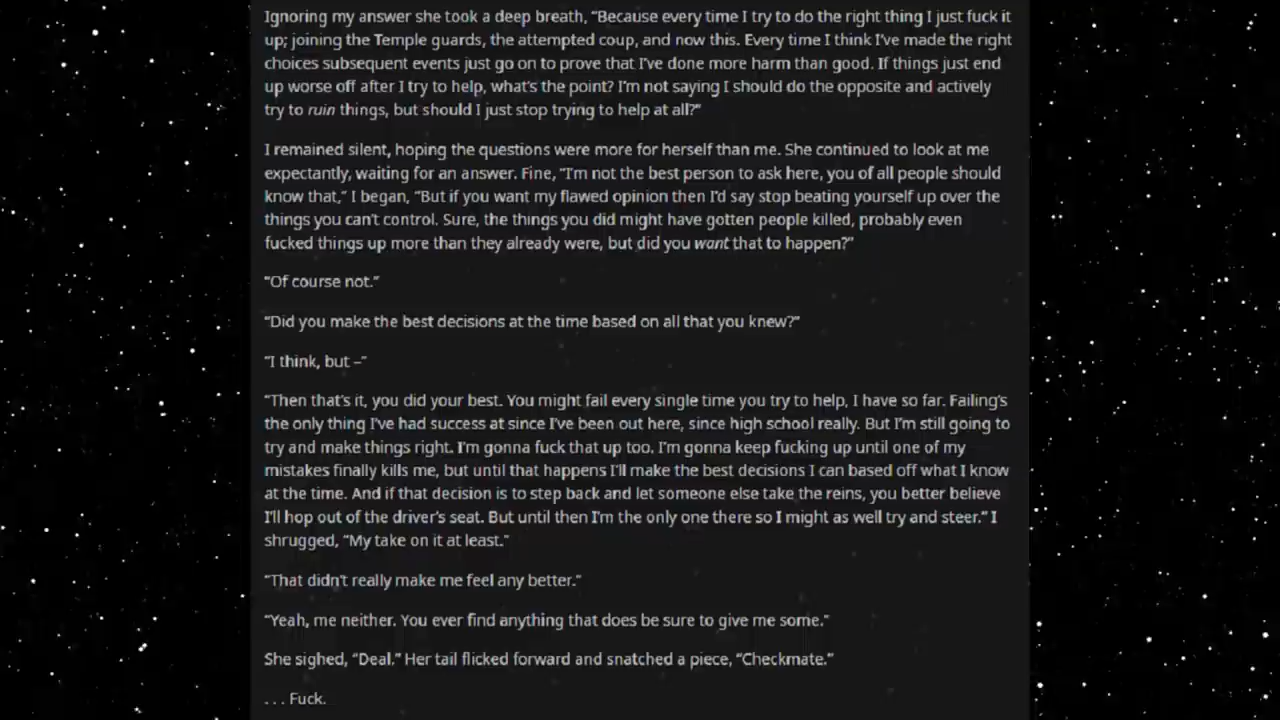 Ignoring my answer she took a deep breath, “Because every time I try to do the right thing I just fuck it
up; joining the Temple guards, the attempted coup, and now this. Every time I think I’ve made the right
choices subsequent events just go on to prove that I’ve done more harm than good. If things just end
up worse off after I try to help, what’s the point? I’m not saying I should do the opposite and actively
try to ruin things, but should I just stop trying to help at all?”
I remained silent, hoping the questions were more for herself than me. She continued to look at me
expectantly, waiting for an answer. Fine, “I’m not the best person to ask here, you of all people should
know that,” I began, “But if you want my flawed opinion then I’d say stop beating yourself up over the
things you can’t control. Sure, the things you did might have gotten people killed, probably even
fucked things up more than they already were, but did you want that to happen?”
“Of course not.”
“Did you make the best decisions at the time based on all that you knew?”
“I think, but –”
“Then that’s it, you did your best. You might fail every single time you try to help, I have so far. Failing’s
the only thing I’ve had success at since I’ve been out here, since high school really. But I’m still going to
try and make things right. I’m gonna fuck that up too. I’m gonna keep fucking up until one of my
mistakes finally kills me, but until that happens I’ll make the best decisions I can based off what I know
at the time. And if that decision is to step back and let someone else take the reins, you better believe
I’ll hop out of the driver’s seat. But until then I’m the only one there so I might as well try and steer.” I
shrugged, “My take on it at least.”
“That didn’t really make me feel any better.”
“Yeah, me neither. You ever find anything that does be sure to give me some.”
She sighed, “Deal.” Her tail flicked forward and snatched a piece, “Checkmate.”
. . . Fuck.